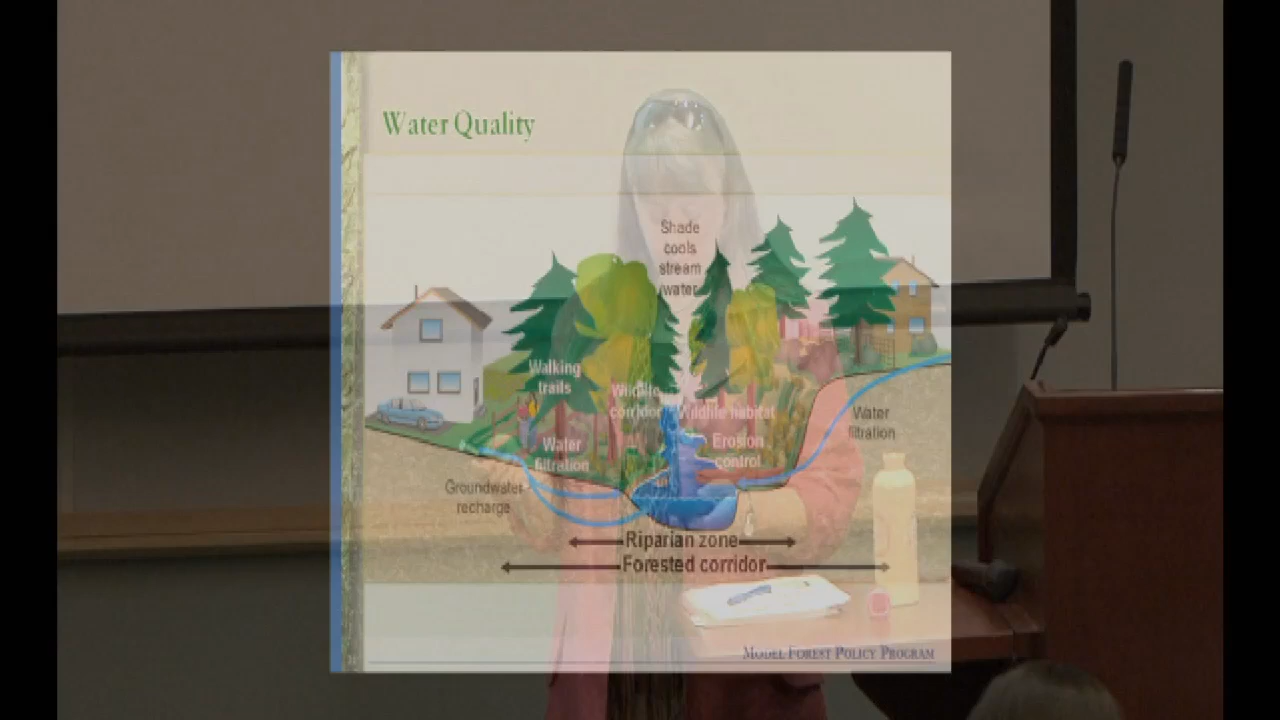 Water Quality
Shade
cools
stream
water
Walking
trails
Wildlife
corridor
Wildlife habitat
Water
filtration
Erosion
control
Water
filtration
Groundwater
recharge
Riparian zone
Forested corridor
MODEL FOREST POLICY PROGRAM